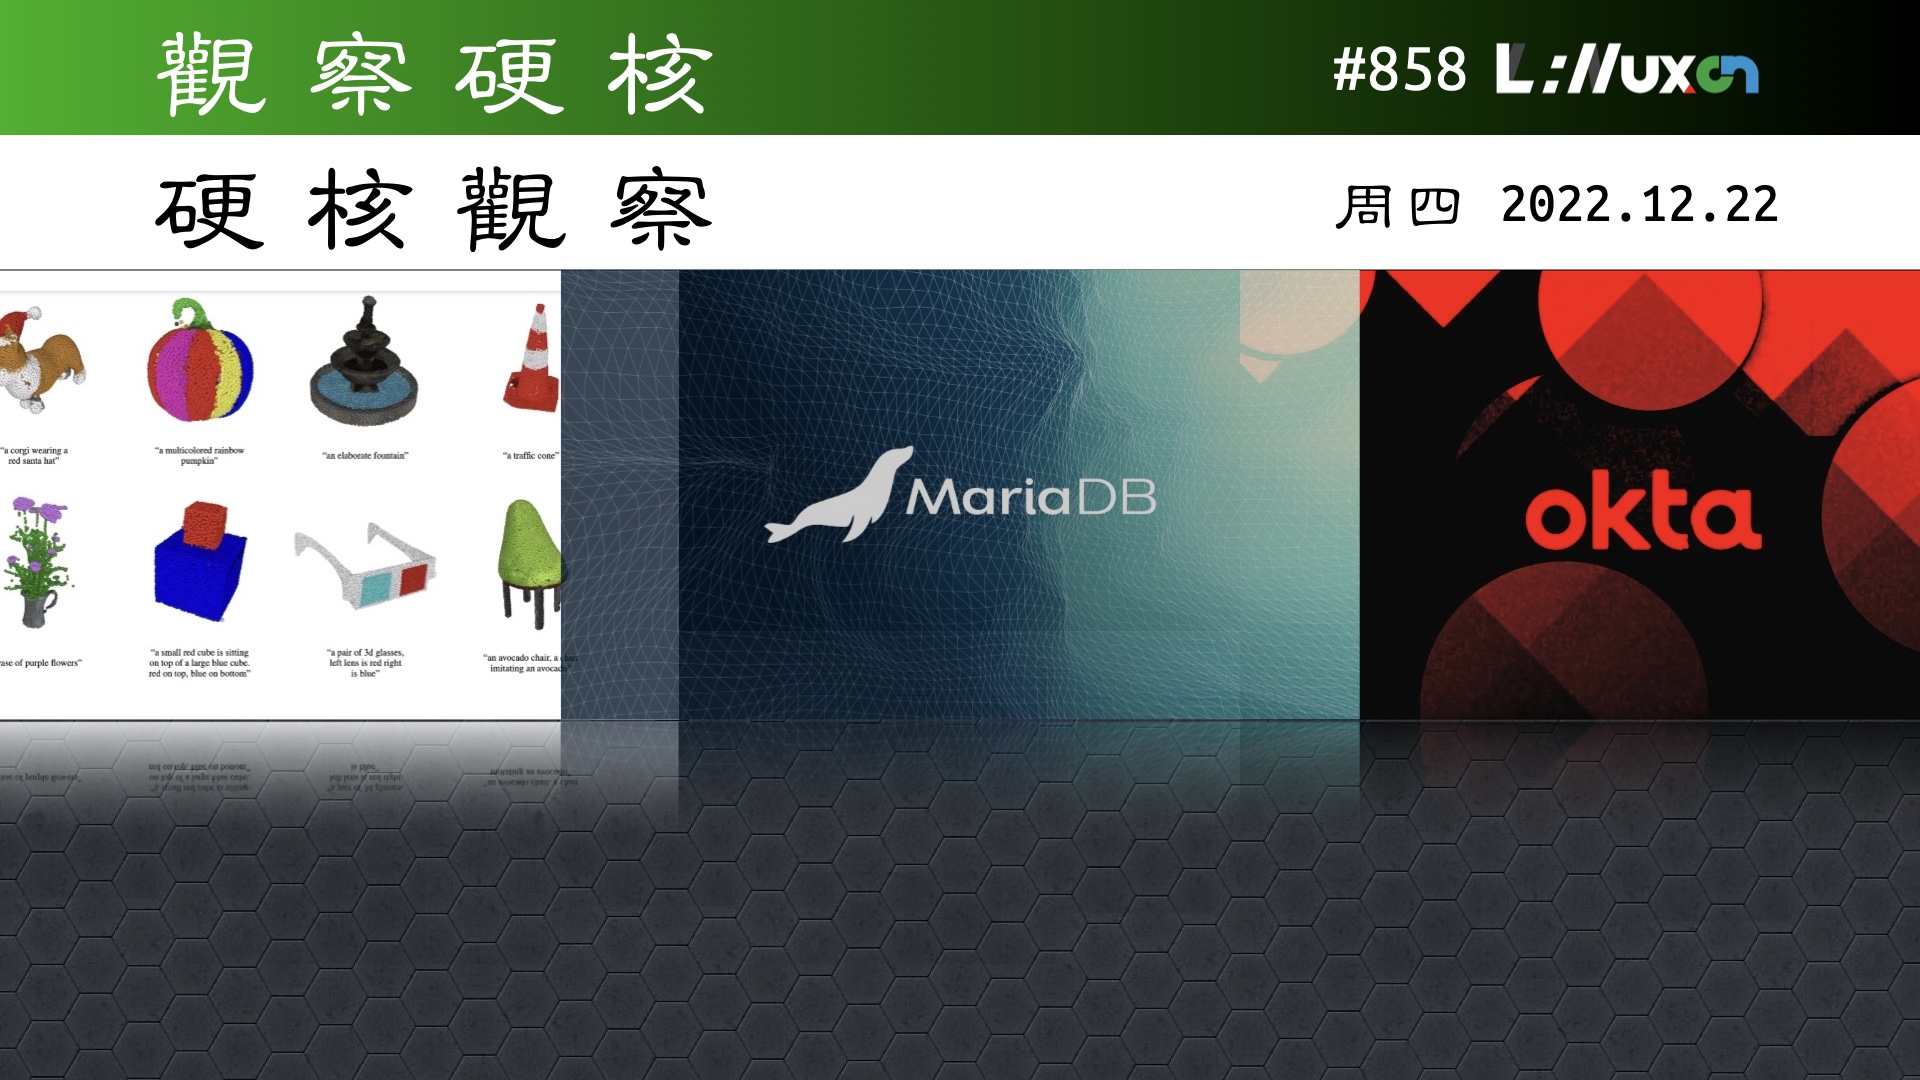 觀察硬核
#858 L://uxcn
硬核觀察
周四 2022.12.22
“a corgi wearing a
red santa hat”
“a multicolored rainbow
pumpkin”
“an elaborate fountain”
“a traffic cone”
ase of purple flowers”
“a small red cube is sitting
on top of a large blue cube.
red on top, blue on bottom”
“a pair of 3d glasses,
left lens is red right
is blue”
“an avocado chair, a chair
imitating an avocado”
MariaDB
okta